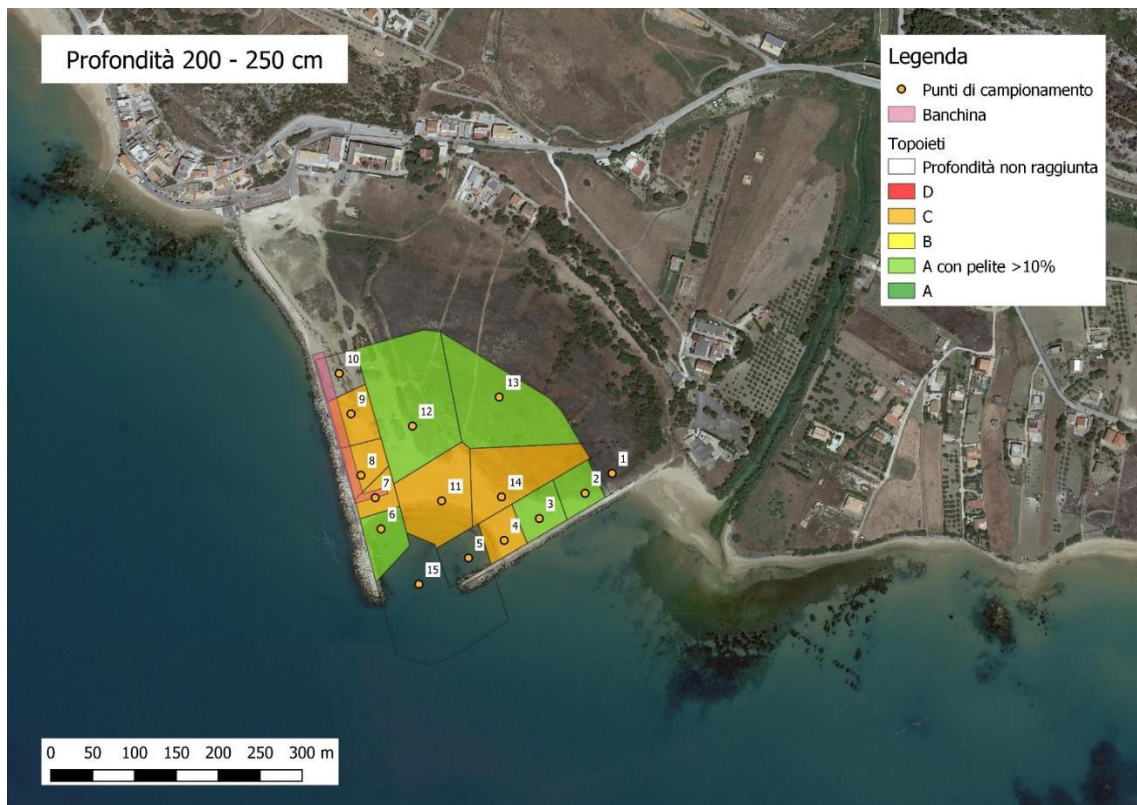 Profondità 200 - 250 cm
Legenda
Punti di campionamento
Banchina
Topoieti
Profondità non raggiunta
D
C
B
A con pelite >10%
A
10
13
9
12
1
8
2
7
11
14
3
6
4
5
15
0 50 100 150 200 250 300 m